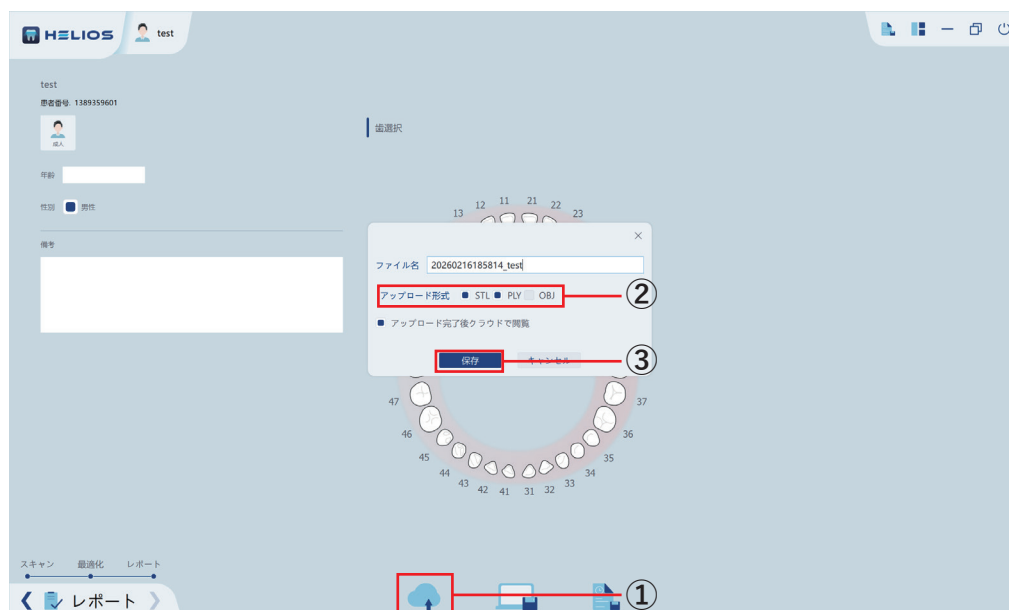 HELIOS
test
test
患者番号. 1389359601
成人
年齢
性別 男性
備考
歯選択
13 12 11 21 22 23
ファイル名 20260216185814_test
アップロード形式 STL PLY OBJ
②
アップロード完了後クラウドで閲覧
保存 キャンセル
③
47 37
46 36
45 35
44 34
43 42 41 31 32 33
スキャン 最適化 レポート
レポート
①